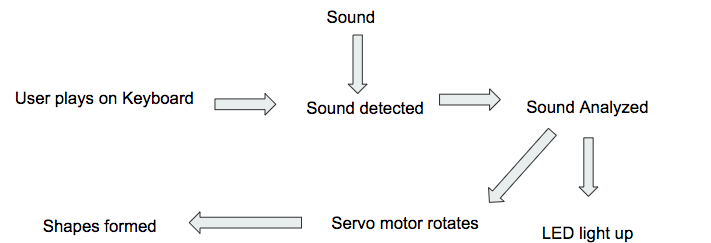 Sound
User plays on Keyboard
Sound detected
Sound Analyzed
Shapes formed
Servo motor rotates
LED light up